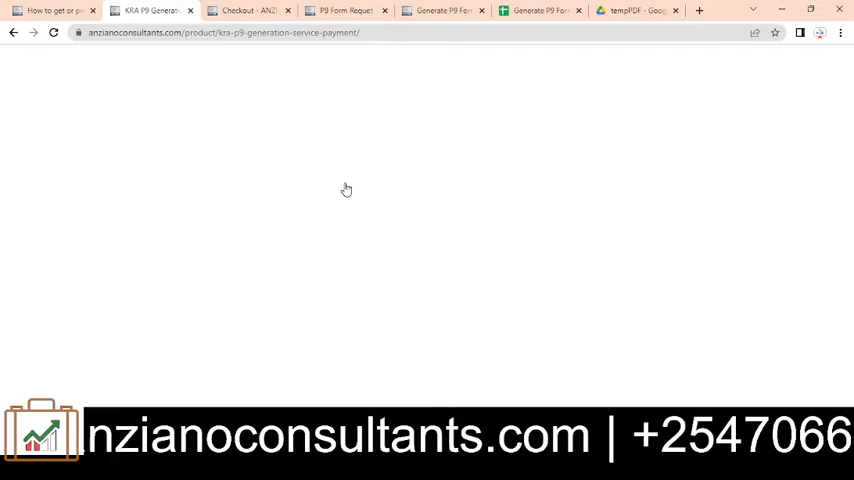 How to get or pr
KRA P9 Generati
Checkout - ANZI
P9 Form Request
Generate P9 For
Generate P9 For
tempPDF - Goog
anzianoconsultants.com/product/kra-p9-generation-service-payment/
nzianoconsultants.com | +2547066